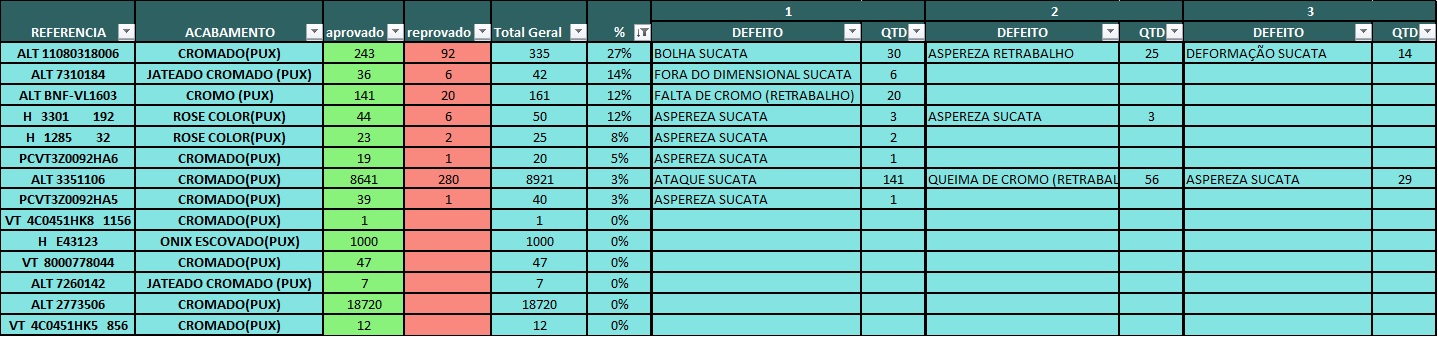 1 2 3
REFERENCIA ACABAMENTO aprovado reprovado Total Geral % DEFEITO QTD DEFEITO QTD DEFEITO QTD
ALT 11080318006 CROMADO(PUX) 243 92 335 27% BOLHA SUCATA 30 ASPEREZA RETRABALHO 25 DEFORMAÇÃO SUCATA 14
ALT 7310184 JATEADO CROMADO (PUX) 36 6 42 14% FORA DO DIMENSIONAL SUCATA 6
ALT BNF-VL1603 CROMO (PUX) 141 20 161 12% FALTA DE CROMO (RETRABALHO) 20
H 3301 192 ROSE COLOR(PUX) 44 6 50 12% ASPEREZA SUCATA 3 ASPEREZA SUCATA 3
H 1285 32 ROSE COLOR(PUX) 23 2 25 8% ASPEREZA SUCATA 2
PCVT3Z0092HA6 CROMADO(PUX) 19 1 20 5% ASPEREZA SUCATA 1
ALT 3351106 CROMADO(PUX) 8641 280 8921 3% ATAQUE SUCATA 141 QUEIMA DE CROMO (RETRABAL 56 ASPEREZA SUCATA 29
PCVT3Z0092HA5 CROMADO(PUX) 39 1 40 3% ASPEREZA SUCATA 1
VT 4C0451HK8 1156 CROMADO(PUX) 1 1 0%
H E43123 ONIX ESCOVADO(PUX) 1000 1000 0%
VT 8000778044 CROMADO(PUX) 47 47 0%
ALT 7260142 JATEADO CROMADO (PUX) 7 7 0%
ALT 2773506 CROMADO(PUX) 18720 18720 0%
VT 4C0451HK5 856 CROMADO(PUX) 12 12 0%